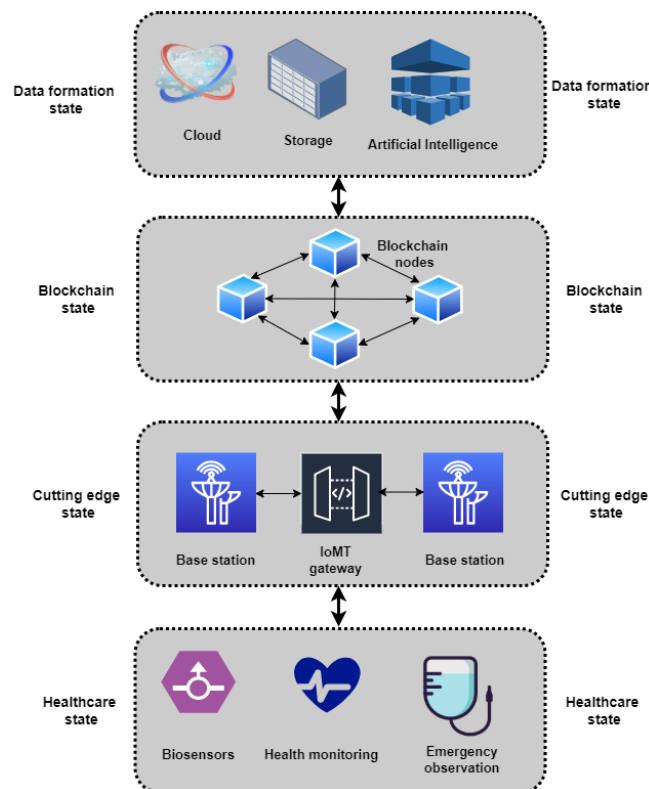 Data formation
state
Cloud
Storage
Artificial Intelligence
Data formation
state
Blockchain
state
Blockchain
nodes
Blockchain
state
Cutting edge
state
Base station
IoMT
gateway
</>
Base station
Cutting edge
state
Healthcare
state
Biosensors
Health monitoring
Emergency
observation
Healthcare
state